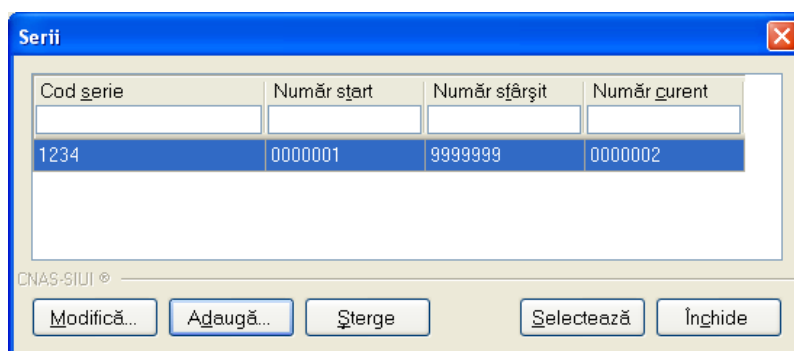 Serii
Cod serie Număr start Număr sfârşit Număr curent
1234 0000001 9999999 0000002
CNAS-SIUI ®
Modifică... Adaugă... Şterge Selectează Închide